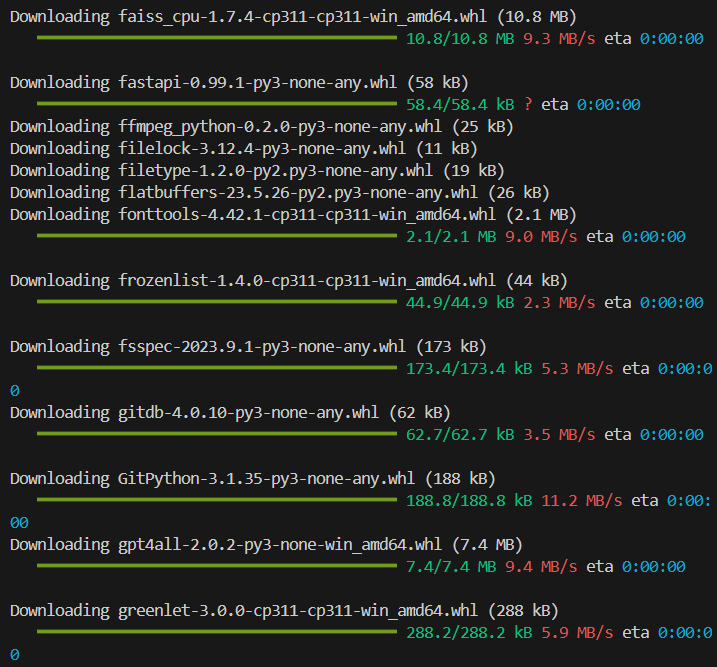 Downloading faiss_cpu-1.7.4-cp311-cp311-win_amd64.whl (10.8 MB)
10.8/10.8 MB 9.3 MB/s eta 0:00:00
Downloading fastapi-0.99.1-py3-none-any.whl (58 kB)
58.4/58.4 kB ? eta 0:00:00
Downloading ffmpeg_python-0.2.0-py3-none-any.whl (25 kB)
Downloading filelock-3.12.4-py3-none-any.whl (11 kB)
Downloading filetype-1.2.0-py2.py3-none-any.whl (19 kB)
Downloading flatbuffers-23.5.26-py2.py3-none-any.whl (26 kB)
Downloading fonttools-4.42.1-cp311-cp311-win_amd64.whl (2.1 MB)
2.1/2.1 MB 9.0 MB/s eta 0:00:00
Downloading frozenlist-1.4.0-cp311-cp311-win_amd64.whl (44 kB)
44.9/44.9 kB 2.3 MB/s eta 0:00:00
Downloading fsspec-2023.9.1-py3-none-any.whl (173 kB)
173.4/173.4 kB 5.3 MB/s eta 0:00:0
0
Downloading gitdb-4.0.10-py3-none-any.whl (62 kB)
62.7/62.7 kB 3.5 MB/s eta 0:00:00
Downloading GitPython-3.1.35-py3-none-any.whl (188 kB)
188.8/188.8 kB 11.2 MB/s eta 0:00:
00
Downloading gpt4all-2.0.2-py3-none-win_amd64.whl (7.4 MB)
7.4/7.4 MB 9.4 MB/s eta 0:00:00
Downloading greenlet-3.0.0-cp311-cp311-win_amd64.whl (288 kB)
288.2/288.2 kB 5.9 MB/s eta 0:00:0
0